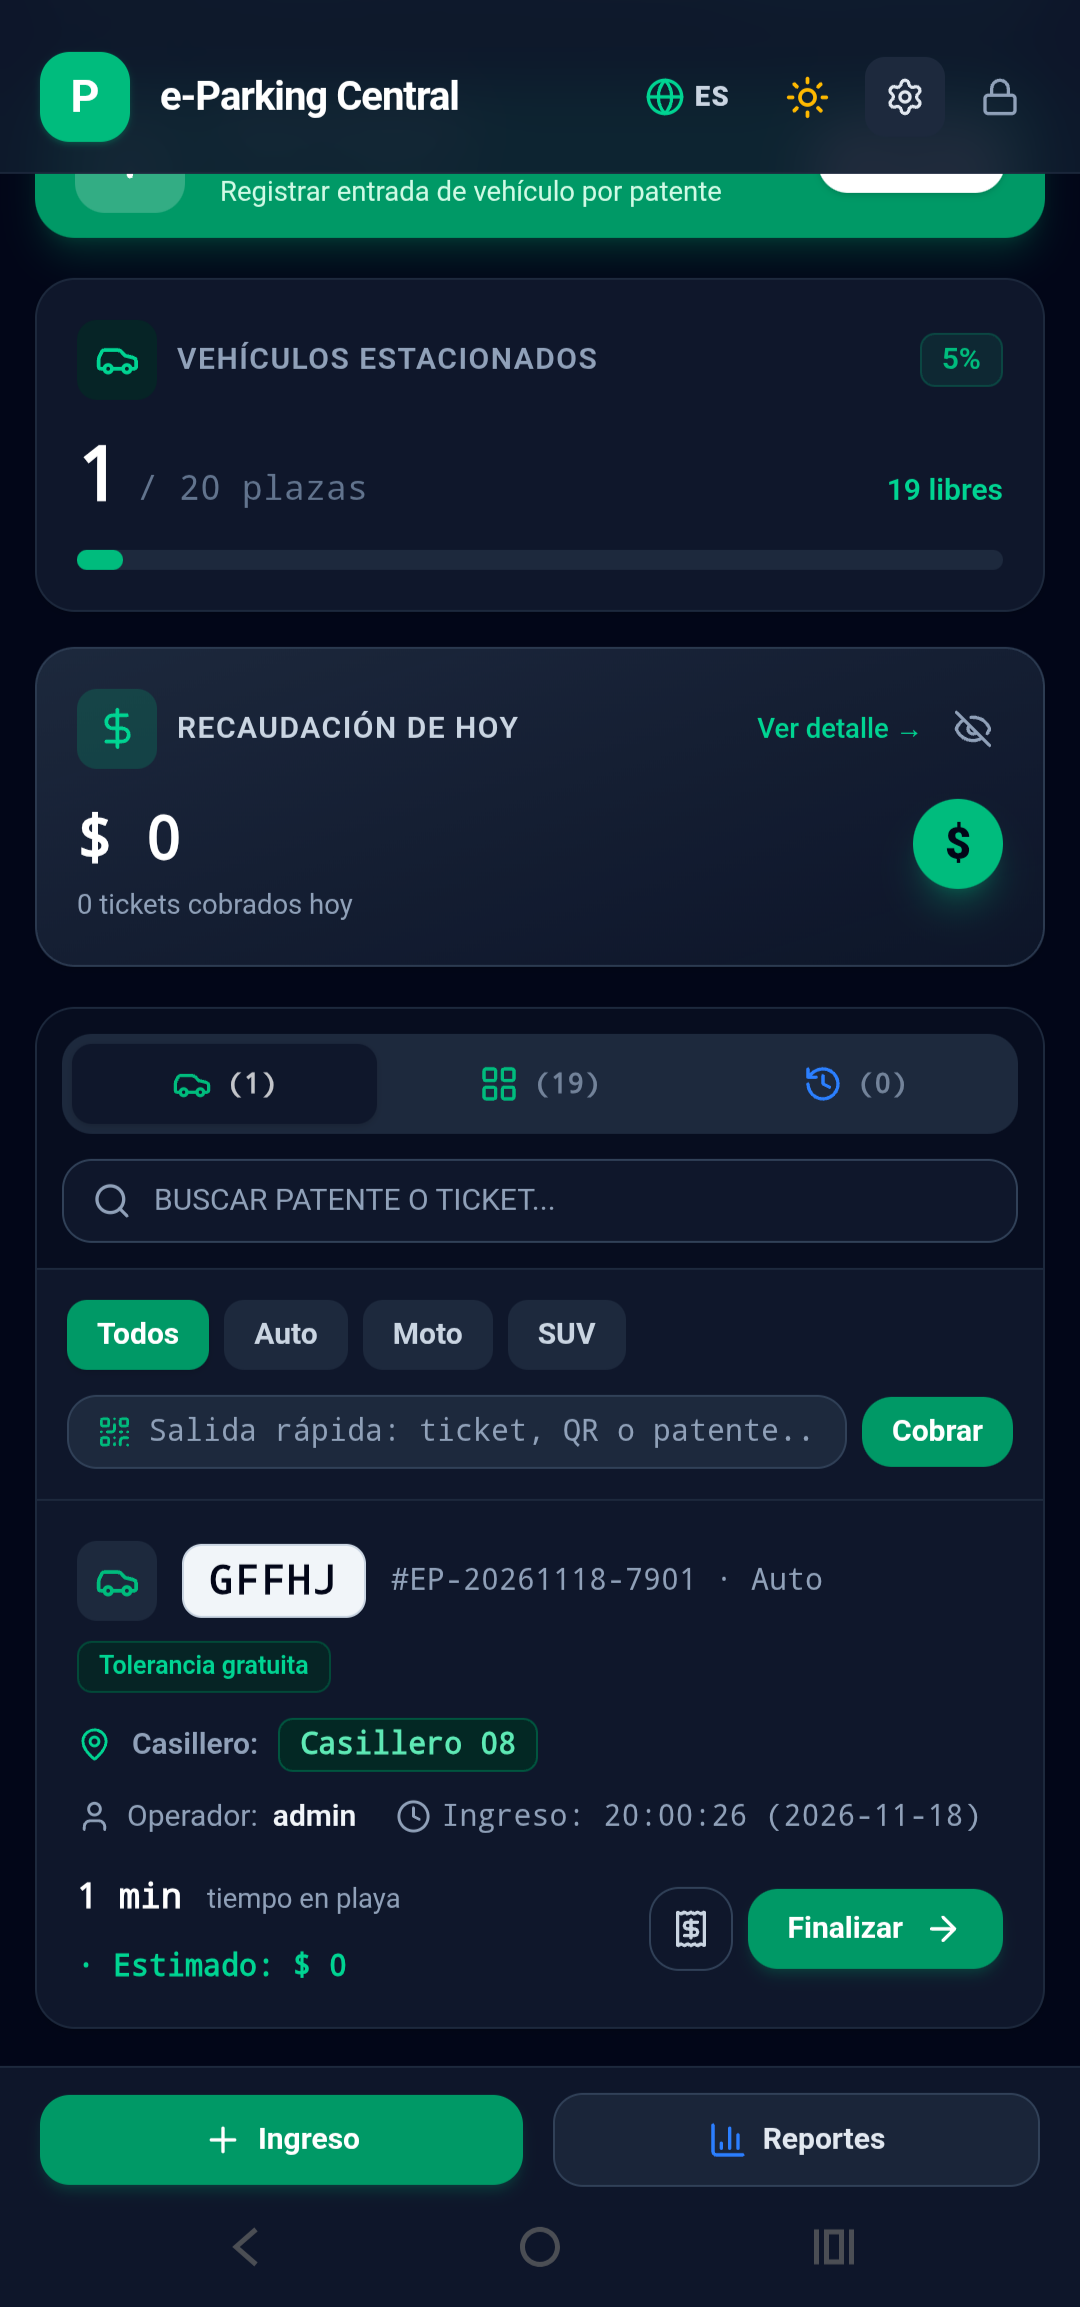 P e-Parking Central ES
Registrar entrada de vehículo por patente
VEHÍCULOS ESTACIONADOS 5%
1 / 20 plazas 19 libres
RECAUDACIÓN DE HOY Ver detalle →
$ 0 $
0 tickets cobrados hoy
(1) (19) (0)
BUSCAR PATENTE O TICKET...
Todos Auto Moto SUV
Salida rápida: ticket, QR o patente.. Cobrar
GFFHJ #EP-20261118-7901 · Auto
Tolerancia gratuita
Casillero: Casillero 08
Operador: admin Ingreso: 20:00:26 (2026-11-18)
1 min tiempo en playa
· Estimado: $ 0
Finalizar →
+ Ingreso Reportes